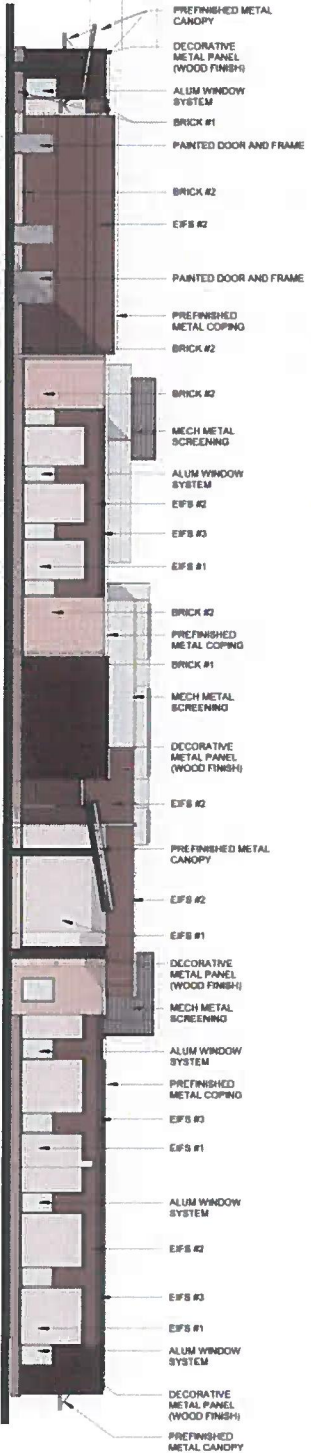 PREFINISHED METAL
CANOPY
DECORATIVE
METAL PANEL
(WOOD FINISH)
ALUM WINDOW
SYSTEM
BRICK #1
PAINTED DOOR AND FRAME
BRICK #2
EIFS #2
PAINTED DOOR AND FRAME
PREFINISHED
METAL COPING
BRICK #2
BRICK #2
MECH METAL
SCREENING
ALUM WINDOW
SYSTEM
EIFS #2
EIFS #3
EIFS #1
BRICK #2
PREFINISHED
METAL COPING
BRICK #1
MECH METAL
SCREENING
DECORATIVE
METAL PANEL
(WOOD FINISH)
EIFS #2
PREFINISHED METAL
CANOPY
EIFS #2
EIFS #1
DECORATIVE
METAL PANEL
(WOOD FINISH)
MECH METAL
SCREENING
ALUM WINDOW
SYSTEM
PREFINISHED
METAL COPING
EIFS #3
EIFS #1
ALUM WINDOW
SYSTEM
EIFS #2
EIFS #3
EIFS #1
ALUM WINDOW
SYSTEM
DECORATIVE
METAL PANEL
(WOOD FINISH)
PREFINISHED
METAL CANOPY